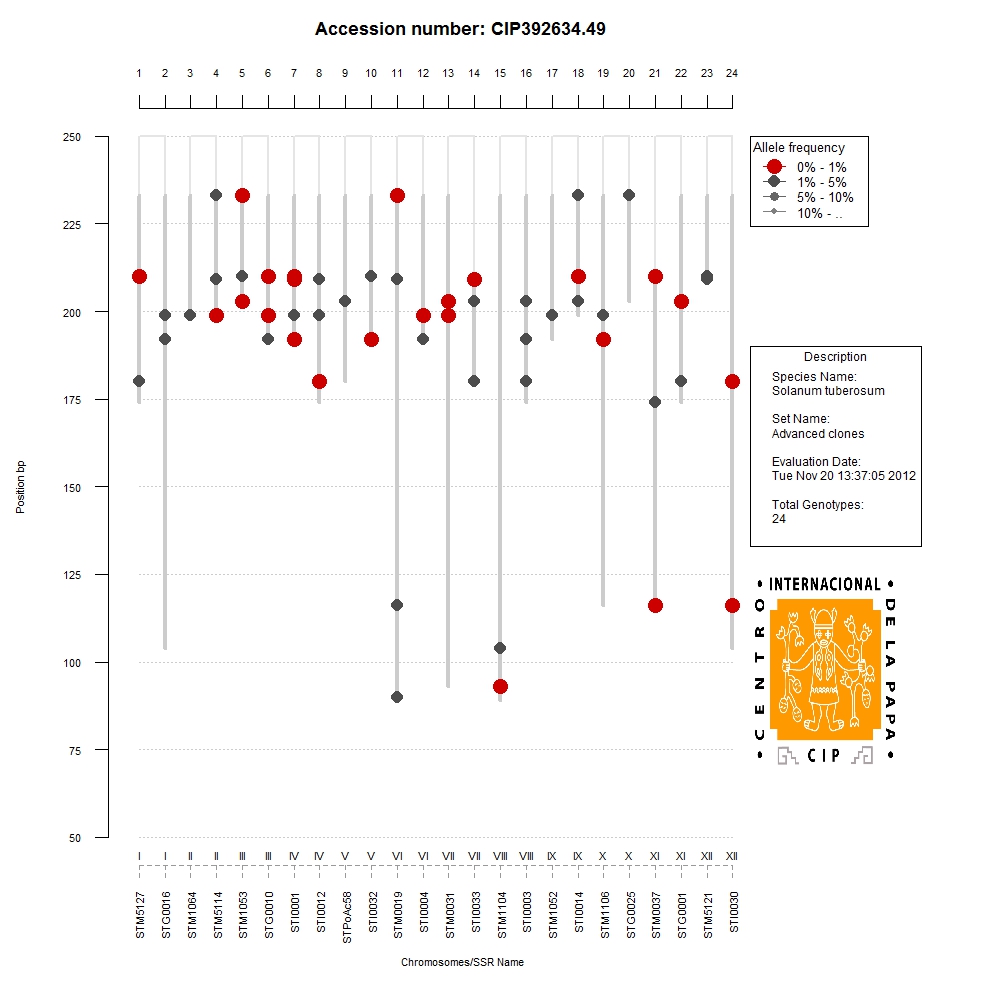 Accession number: CIP392634.49
1 2 3 4 5 6 7 8 9 10 11 12 13 14 15 16 17 18 19 20 21 22 23 24
250
225
200
175
150
125
100
75
50
Position bp
Allele frequency
0% - 1%
1% - 5%
5% - 10%
10% - ..
Description
Species Name:
Solanum tuberosum
Set Name:
Advanced clones
Evaluation Date:
Tue Nov 20 13:37:05 2012
Total Genotypes:
24
• INTERNACIONAL •
CENTRO
DE LA PAPA
• CIP •
I I II II III III IV IV V V VI VI VII VII VIII VIII IX IX X X XI XI XII XII
STM5127
STG0016
STM1064
STM5114
STM1053
STG0010
STI0001
STI0012
STPoAc58
STI0032
STM0019
STI0004
STM0031
STI0033
STM1104
STI0003
STM1052
STI0014
STM1106
STG0025
STM0037
STG0001
STM5121
STI0030
Chromosomes/SSR Name